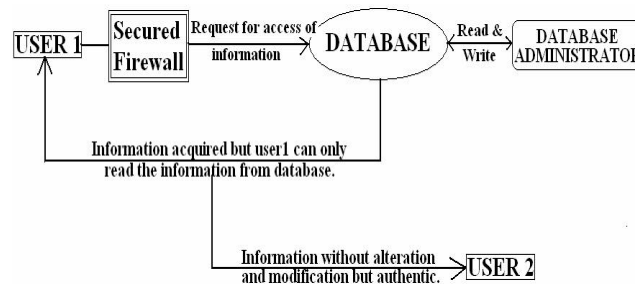 USER 1
Secured
Firewall
Request for access of
information
DATABASE
Read &
Write
DATABASE
ADMINISTRATOR
Information acquired but user1 can only
read the information from database.
Information without alteration
and modification but authentic.
USER 2